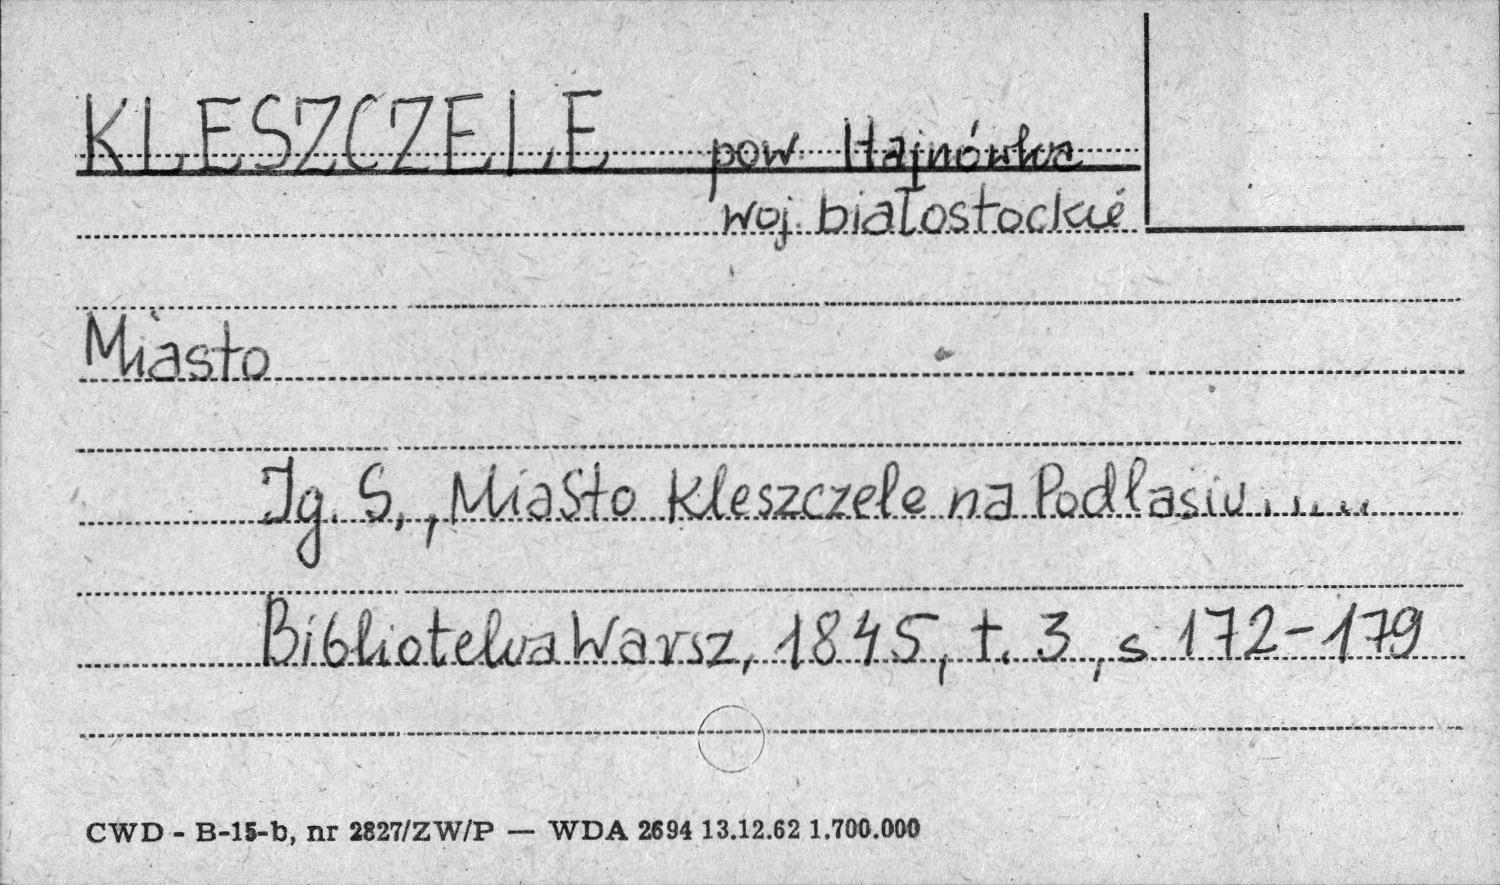 KLESZCZELE pow. Hajnówka
woj. białostockie
Miasto
Ig. S., Miasto Kleszczele na Podlasiu.....
Biblioteka Warsz, 1845, t. 3, s 172-179
CWD - B-15-b, nr 2827/ZW/P — WDA 2694 13.12.62 1.700.000